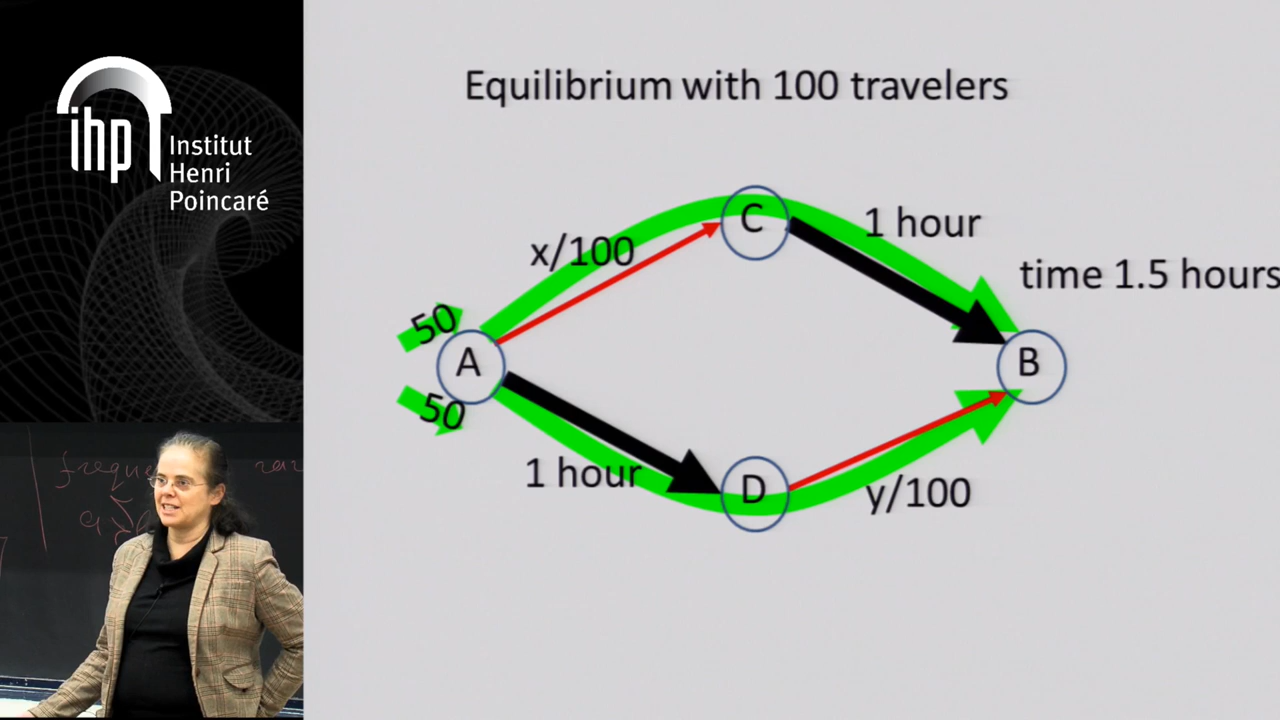 ihp
Institut
Henri
Poincaré
Equilibrium with 100 travelers
C
1 hour
x/100
time 1.5 hours
50
A
B
50
1 hour
D
y/100